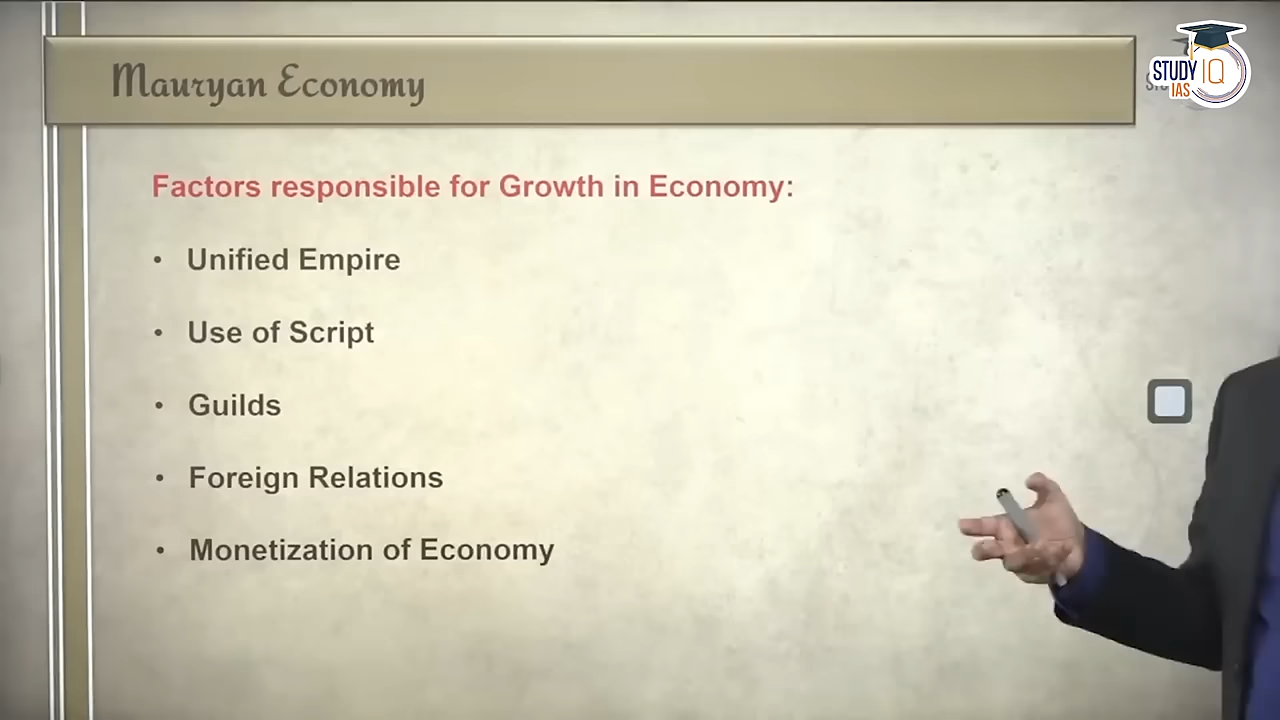 Mauryan Economy
STUDY IQ
IAS
Factors responsible for Growth in Economy:
• Unified Empire
• Use of Script
• Guilds
• Foreign Relations
• Monetization of Economy